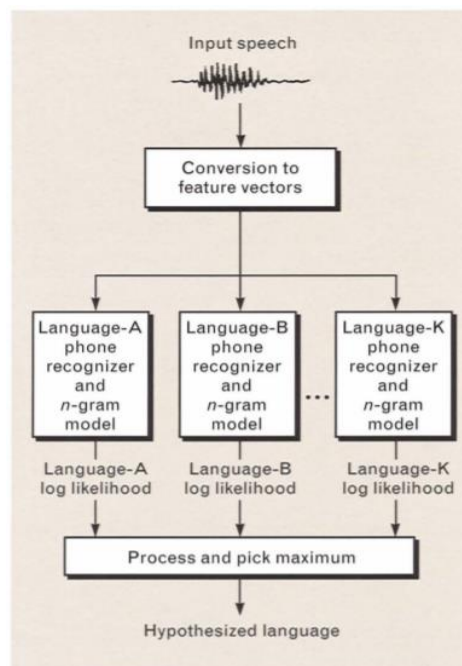 Input speech
Conversion to
feature vectors
Language-A
phone
recognizer
and
n-gram
model
Language-B
phone
recognizer
and
n-gram
model
...
Language-K
phone
recognizer
and
n-gram
model
Language-A
log likelihood
Language-B
log likelihood
Language-K
log likelihood
Process and pick maximum
Hypothesized language